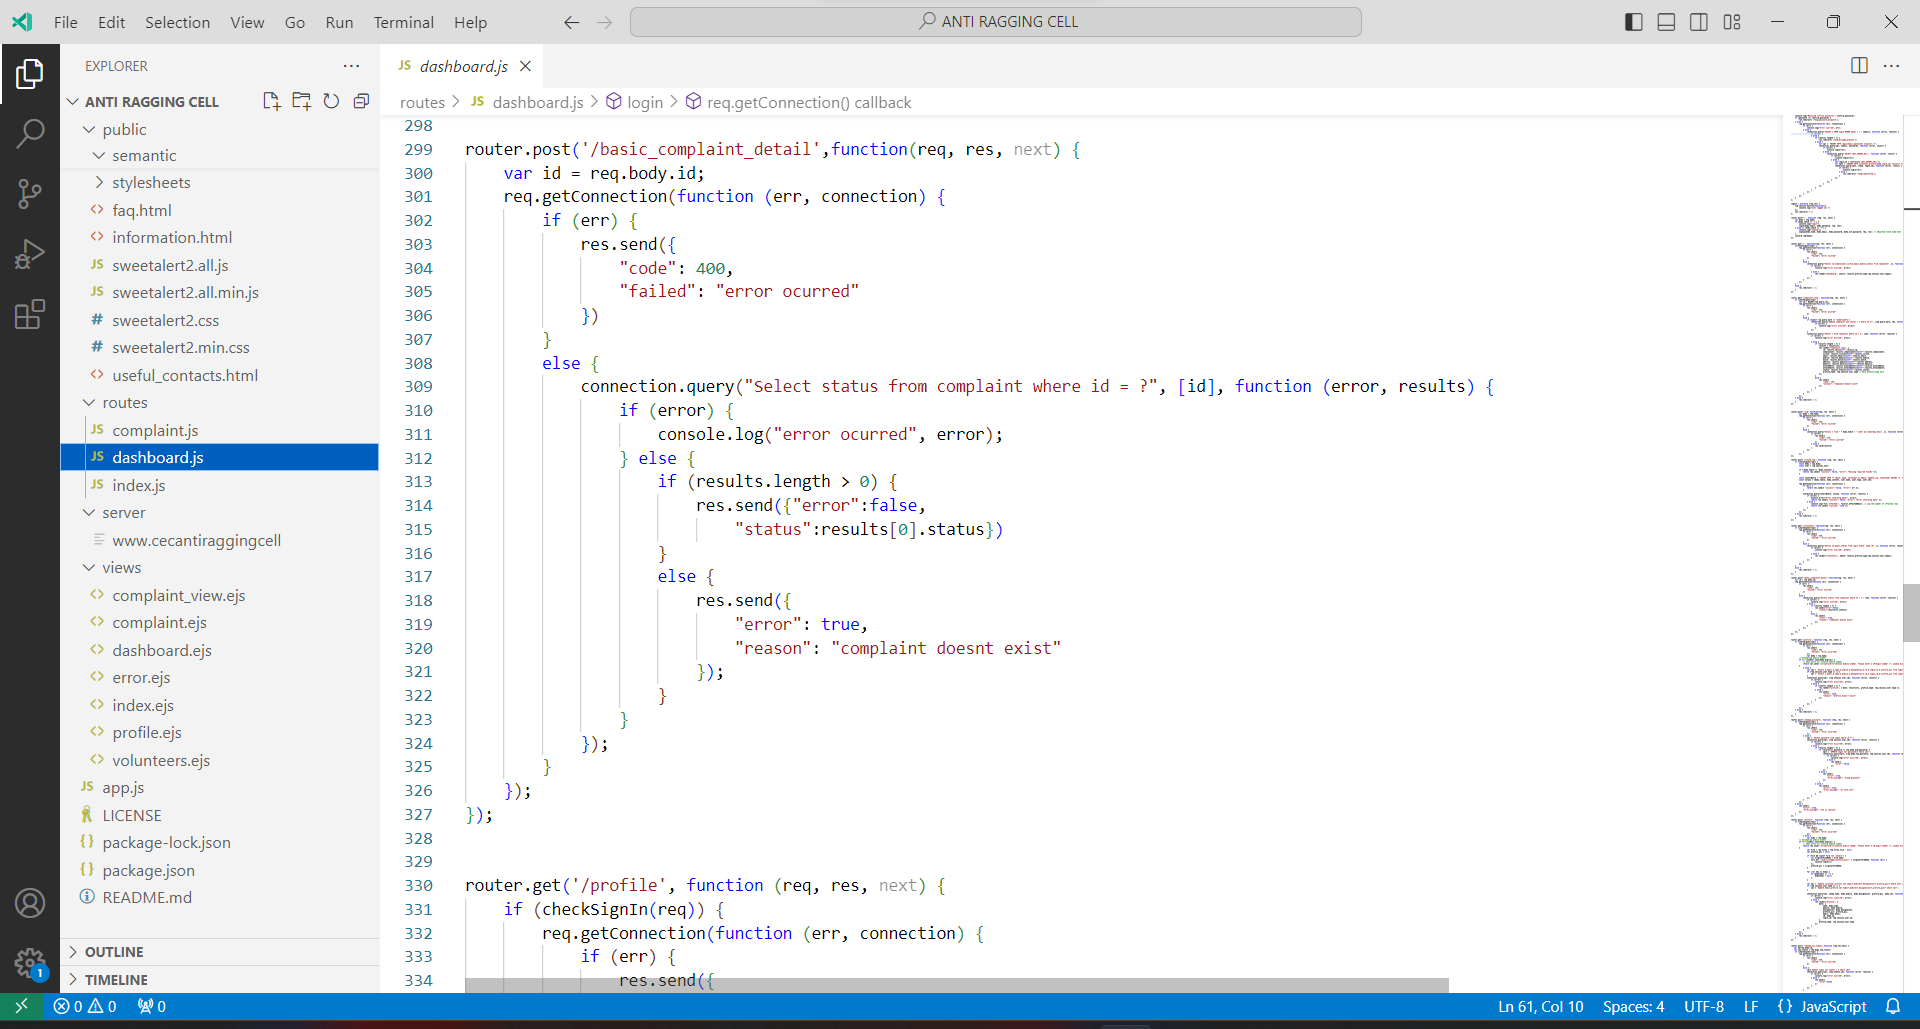 File Edit Selection View Go Run Terminal Help ANTI RAGGING CELL
EXPLORER
ANTI RAGGING CELL
public
semantic
stylesheets
faq.html
information.html
JS sweetalert2.all.js
JS sweetalert2.all.min.js
# sweetalert2.css
# sweetalert2.min.css
useful_contacts.html
routes
JS complaint.js
JS dashboard.js
JS index.js
server
www.cecantiraggingcell
views
complaint_view.ejs
complaint.ejs
dashboard.ejs
error.ejs
index.ejs
profile.ejs
volunteers.ejs
JS app.js
LICENSE
{} package-lock.json
{} package.json
README.md
OUTLINE
TIMELINE
1
JS dashboard.js
routes > JS dashboard.js > login > req.getConnection() callback
298
299 router.post('/basic_complaint_detail',function(req, res, next) {
300 var id = req.body.id;
301 req.getConnection(function (err, connection) {
302 if (err) {
303 res.send({
304 "code": 400,
305 "failed": "error ocurred"
306 })
307 }
308 else {
309 connection.query("Select status from complaint where id = ?", [id], function (error, results) {
310 if (error) {
311 console.log("error ocurred", error);
312 } else {
313 if (results.length > 0) {
314 res.send({"error":false,
315 "status":results[0].status})
316 }
317 else {
318 res.send({
319 "error": true,
320 "reason": "complaint doesnt exist"
321 });
322 }
323 }
324 });
325 }
326 });
327 });
328
329
330 router.get('/profile', function (req, res, next) {
331 if (checkSignIn(req)) {
332 req.getConnection(function (err, connection) {
333 if (err) {
334 res.send({
0 0 0 Ln 61, Col 10 Spaces: 4 UTF-8 LF {} JavaScript